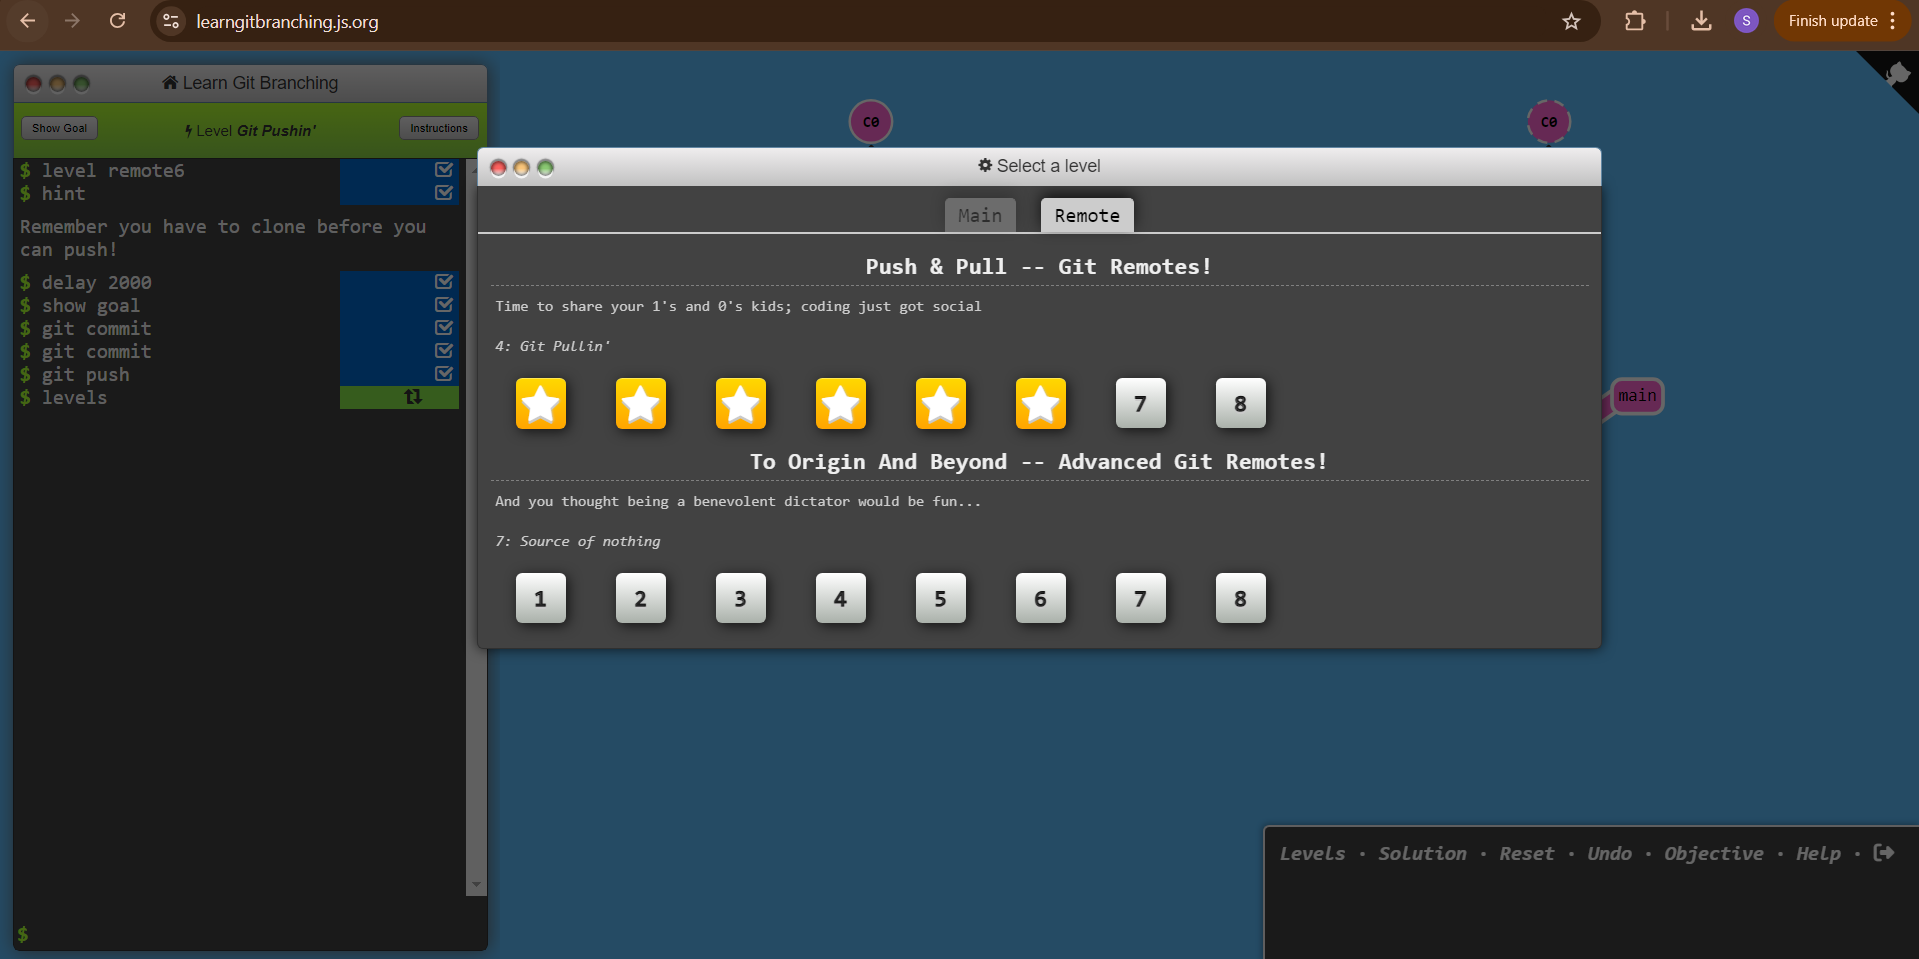 learngitbranching.js.org
S
Finish update
Learn Git Branching
Show Goal
Level Git Pushin'
Instructions
$ level remote6
$ hint
Remember you have to clone before you
can push!
$ delay 2000
$ show goal
$ git commit
$ git commit
$ git push
$ levels
$
C0
C0
main
Select a level
Main
Remote
Push & Pull -- Git Remotes!
Time to share your 1's and 0's kids; coding just got social
4: Git Pullin'
7
8
To Origin And Beyond -- Advanced Git Remotes!
And you thought being a benevolent dictator would be fun...
7: Source of nothing
1
2
3
4
5
6
7
8
Levels · Solution · Reset · Undo · Objective · Help ·